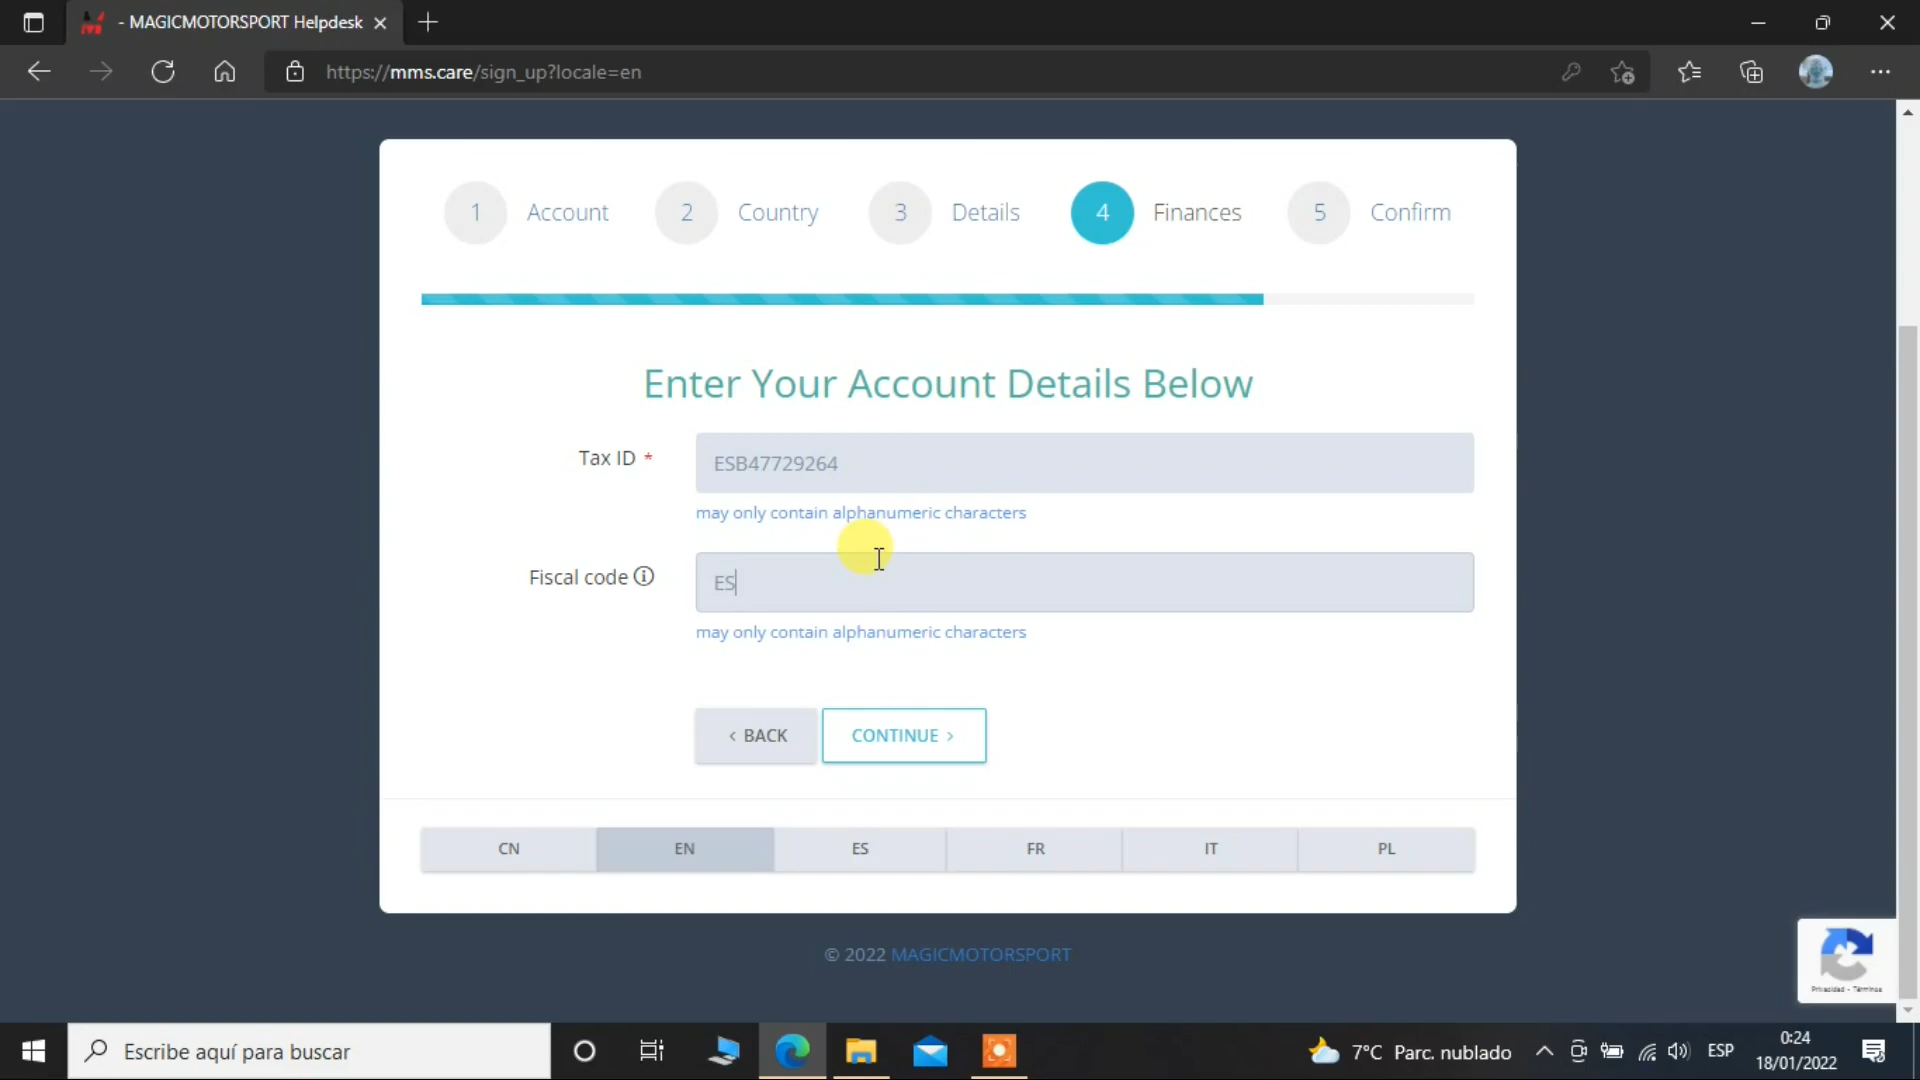 - MAGICMOTORSPORT Helpdesk
https://mms.care/sign_up?locale=en
1 Account 2 Country 3 Details 4 Finances 5 Confirm
Enter Your Account Details Below
Tax ID * ESB47729264
may only contain alphanumeric characters
Fiscal code ES
may only contain alphanumeric characters
‹ BACK CONTINUE ›
CN EN ES FR IT PL
© 2022 MAGICMOTORSPORT
Privacidad - Términos
Escribe aquí para buscar
7°C Parc. nublado
ESP
0:24
18/01/2022